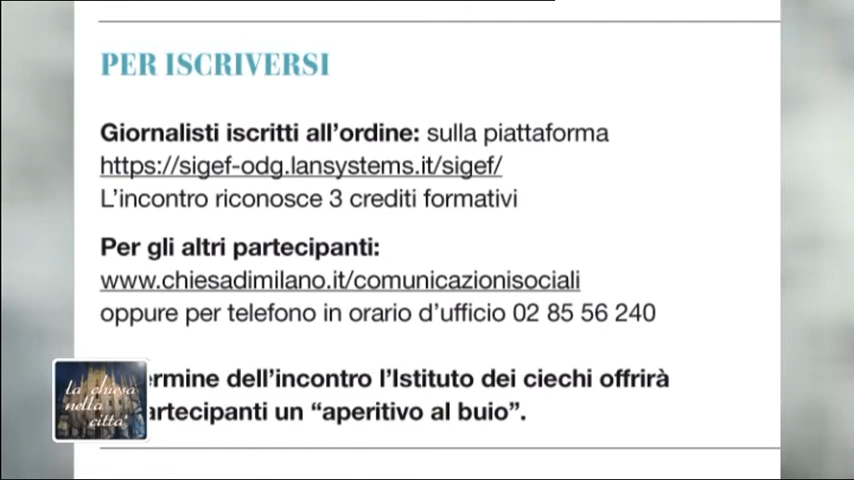 PER ISCRIVERSI
Giornalisti iscritti all'ordine: sulla piattaforma
https://sigef-odg.lansystems.it/sigef/
L'incontro riconosce 3 crediti formativi
Per gli altri partecipanti:
www.chiesadimilano.it/comunicazionisociali
oppure per telefono in orario d'ufficio 02 85 56 240
dell'incontro l'Istituto dei ciechi offrirà
un “aperitivo al buio”.
la chiesa
nella
città